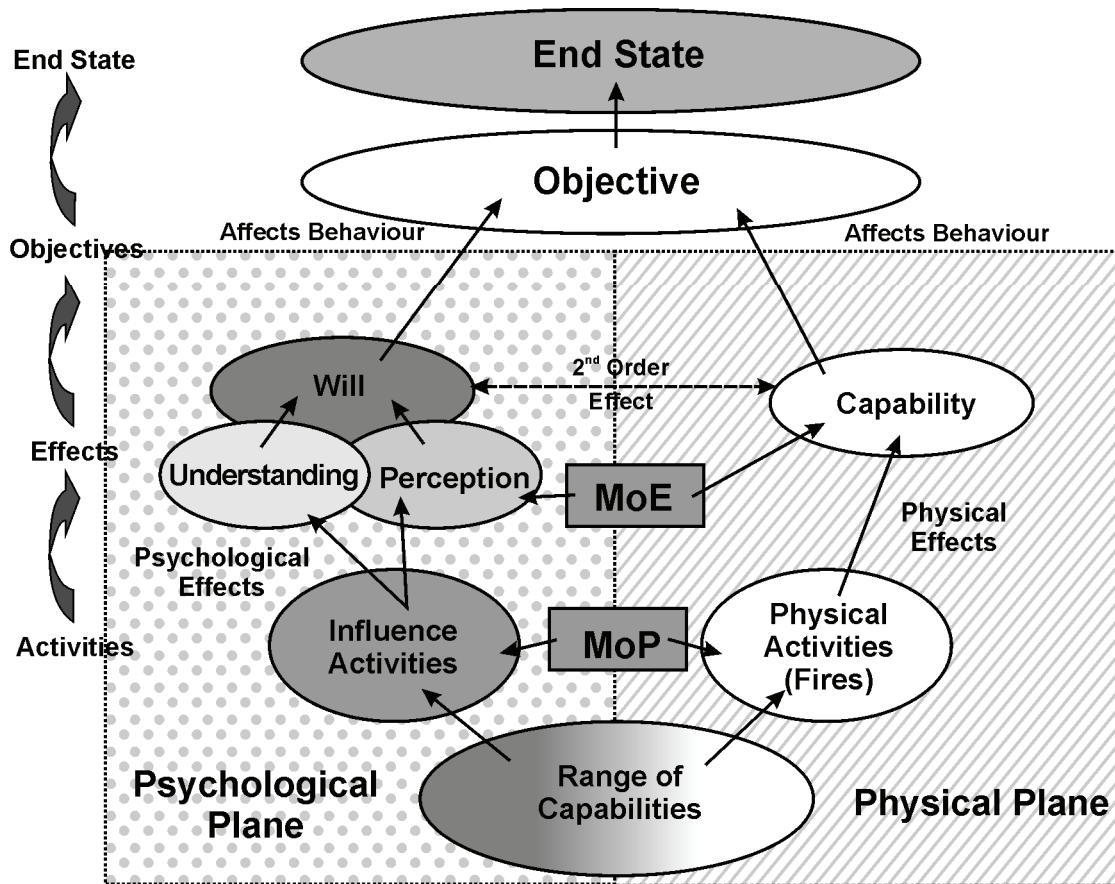 End State
End State
Objective
Affects Behaviour
Affects Behaviour
Objectives
2nd Order
Effect
Will
Capability
Effects
Understanding
Perception
MoE
Physical
Effects
Psychological
Effects
Influence
Activities
MoP
Physical
Activities
(Fires)
Activities
Range of
Capabilities
Psychological
Plane
Physical Plane